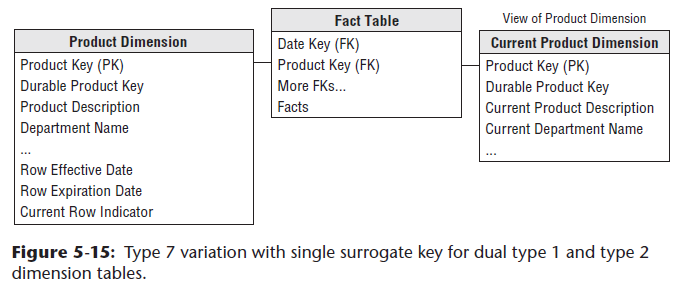 Product Dimension
Product Key (PK)
Durable Product Key
Product Description
Department Name
...
Row Effective Date
Row Expiration Date
Current Row Indicator
Fact Table
Date Key (FK)
Product Key (FK)
More FKs...
Facts
View of Product Dimension
Current Product Dimension
Product Key (PK)
Durable Product Key
Current Product Description
Current Department Name
...
Figure 5-15: Type 7 variation with single surrogate key for dual type 1 and type 2
dimension tables.